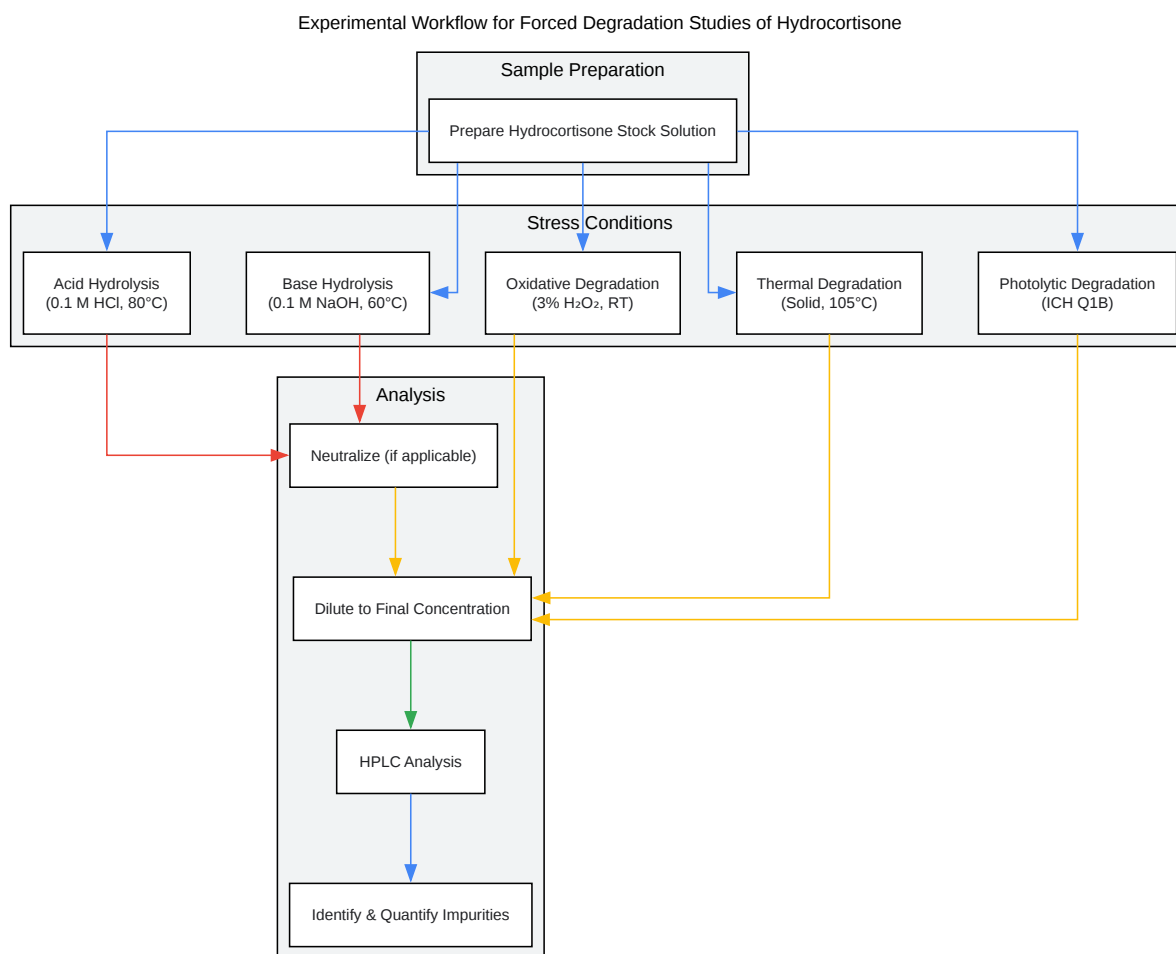 Experimental Workflow for Forced Degradation Studies of Hydrocortisone
Sample Preparation
Prepare Hydrocortisone Stock Solution
Stress Conditions
Acid Hydrolysis
(0.1 M HCl, 80°C)
Base Hydrolysis
(0.1 M NaOH, 60°C)
Oxidative Degradation
(3% H₂O₂, RT)
Thermal Degradation
(Solid, 105°C)
Photolytic Degradation
(ICH Q1B)
Analysis
Neutralize (if applicable)
Dilute to Final Concentration
HPLC Analysis
Identify & Quantify Impurities